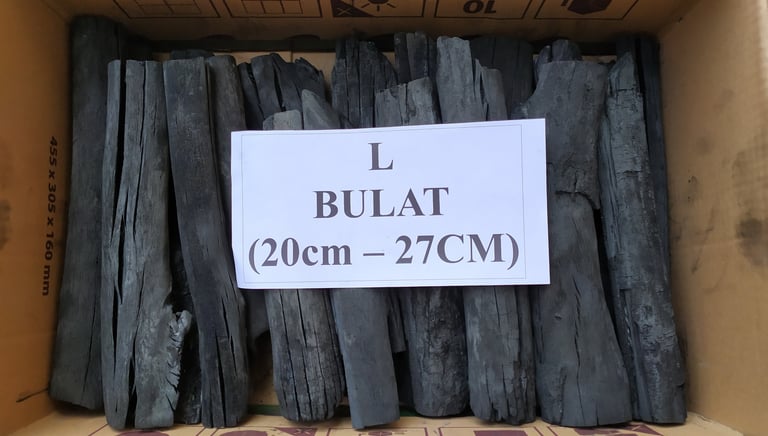 OL
L
BULAT
(20cm – 27CM)
455 x 305 x 160 mm